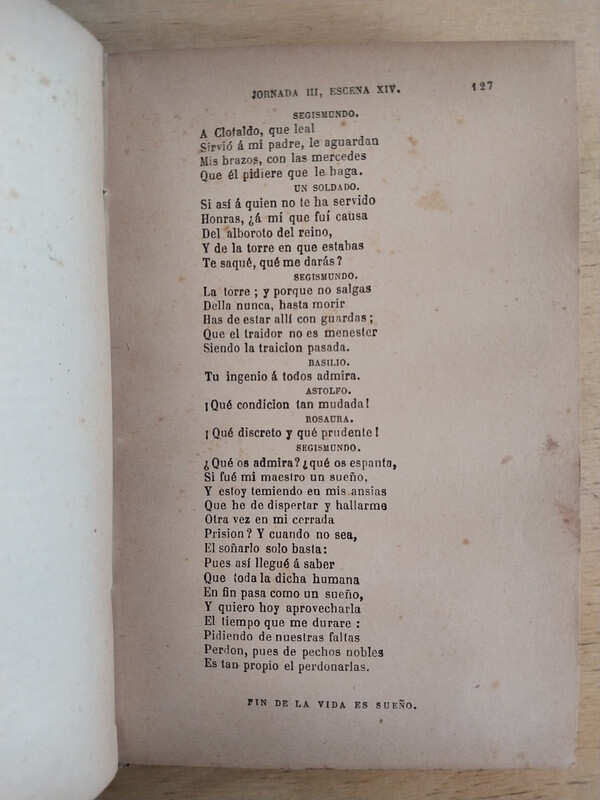 JORNADA III, ESCENA XIV. 127
SEGISMUNDO.
A Clotaldo, que leal
Sirvió á mi padre, le aguardan
Mis brazos, con las mercedes
Que él pidiere que le haga.
UN SOLDADO.
Si así á quien no te ha servido
Honras, ¿á mí que fuí causa
Del alboroto del reino,
Y de la torre en que estabas
Te saqué, qué me darás?
SEGISMUNDO.
La torre ; y porque no salgas
Della nunca, hasta morir
Has de estar allí con guardas ;
Que el traidor no es menester
Siendo la traicion pasada.
BASILIO.
Tu ingenio á todos admira.
ASTOLFO.
¡Qué condicion tan mudada!
ROSAURA.
¡Qué discreto y qué prudente!
SEGISMUNDO.
¿Qué os admira? ¿qué os espanta,
Si fué mi maestro un sueño,
Y estoy temiendo en mis ansias
Que he de dispertar y hallarme
Otra vez en mi cerrada
Prision? Y cuando no sea,
El soñarlo solo basta:
Pues así llegué á saber
Que toda la dicha humana
En fin pasa como un sueño,
Y quiero hoy aprovecharla
El tiempo que me durare :
Pidiendo de nuestras faltas
Perdon, pues de pechos nobles
Es tan propio el perdonarlas.
FIN DE LA VIDA ES SUEÑO.